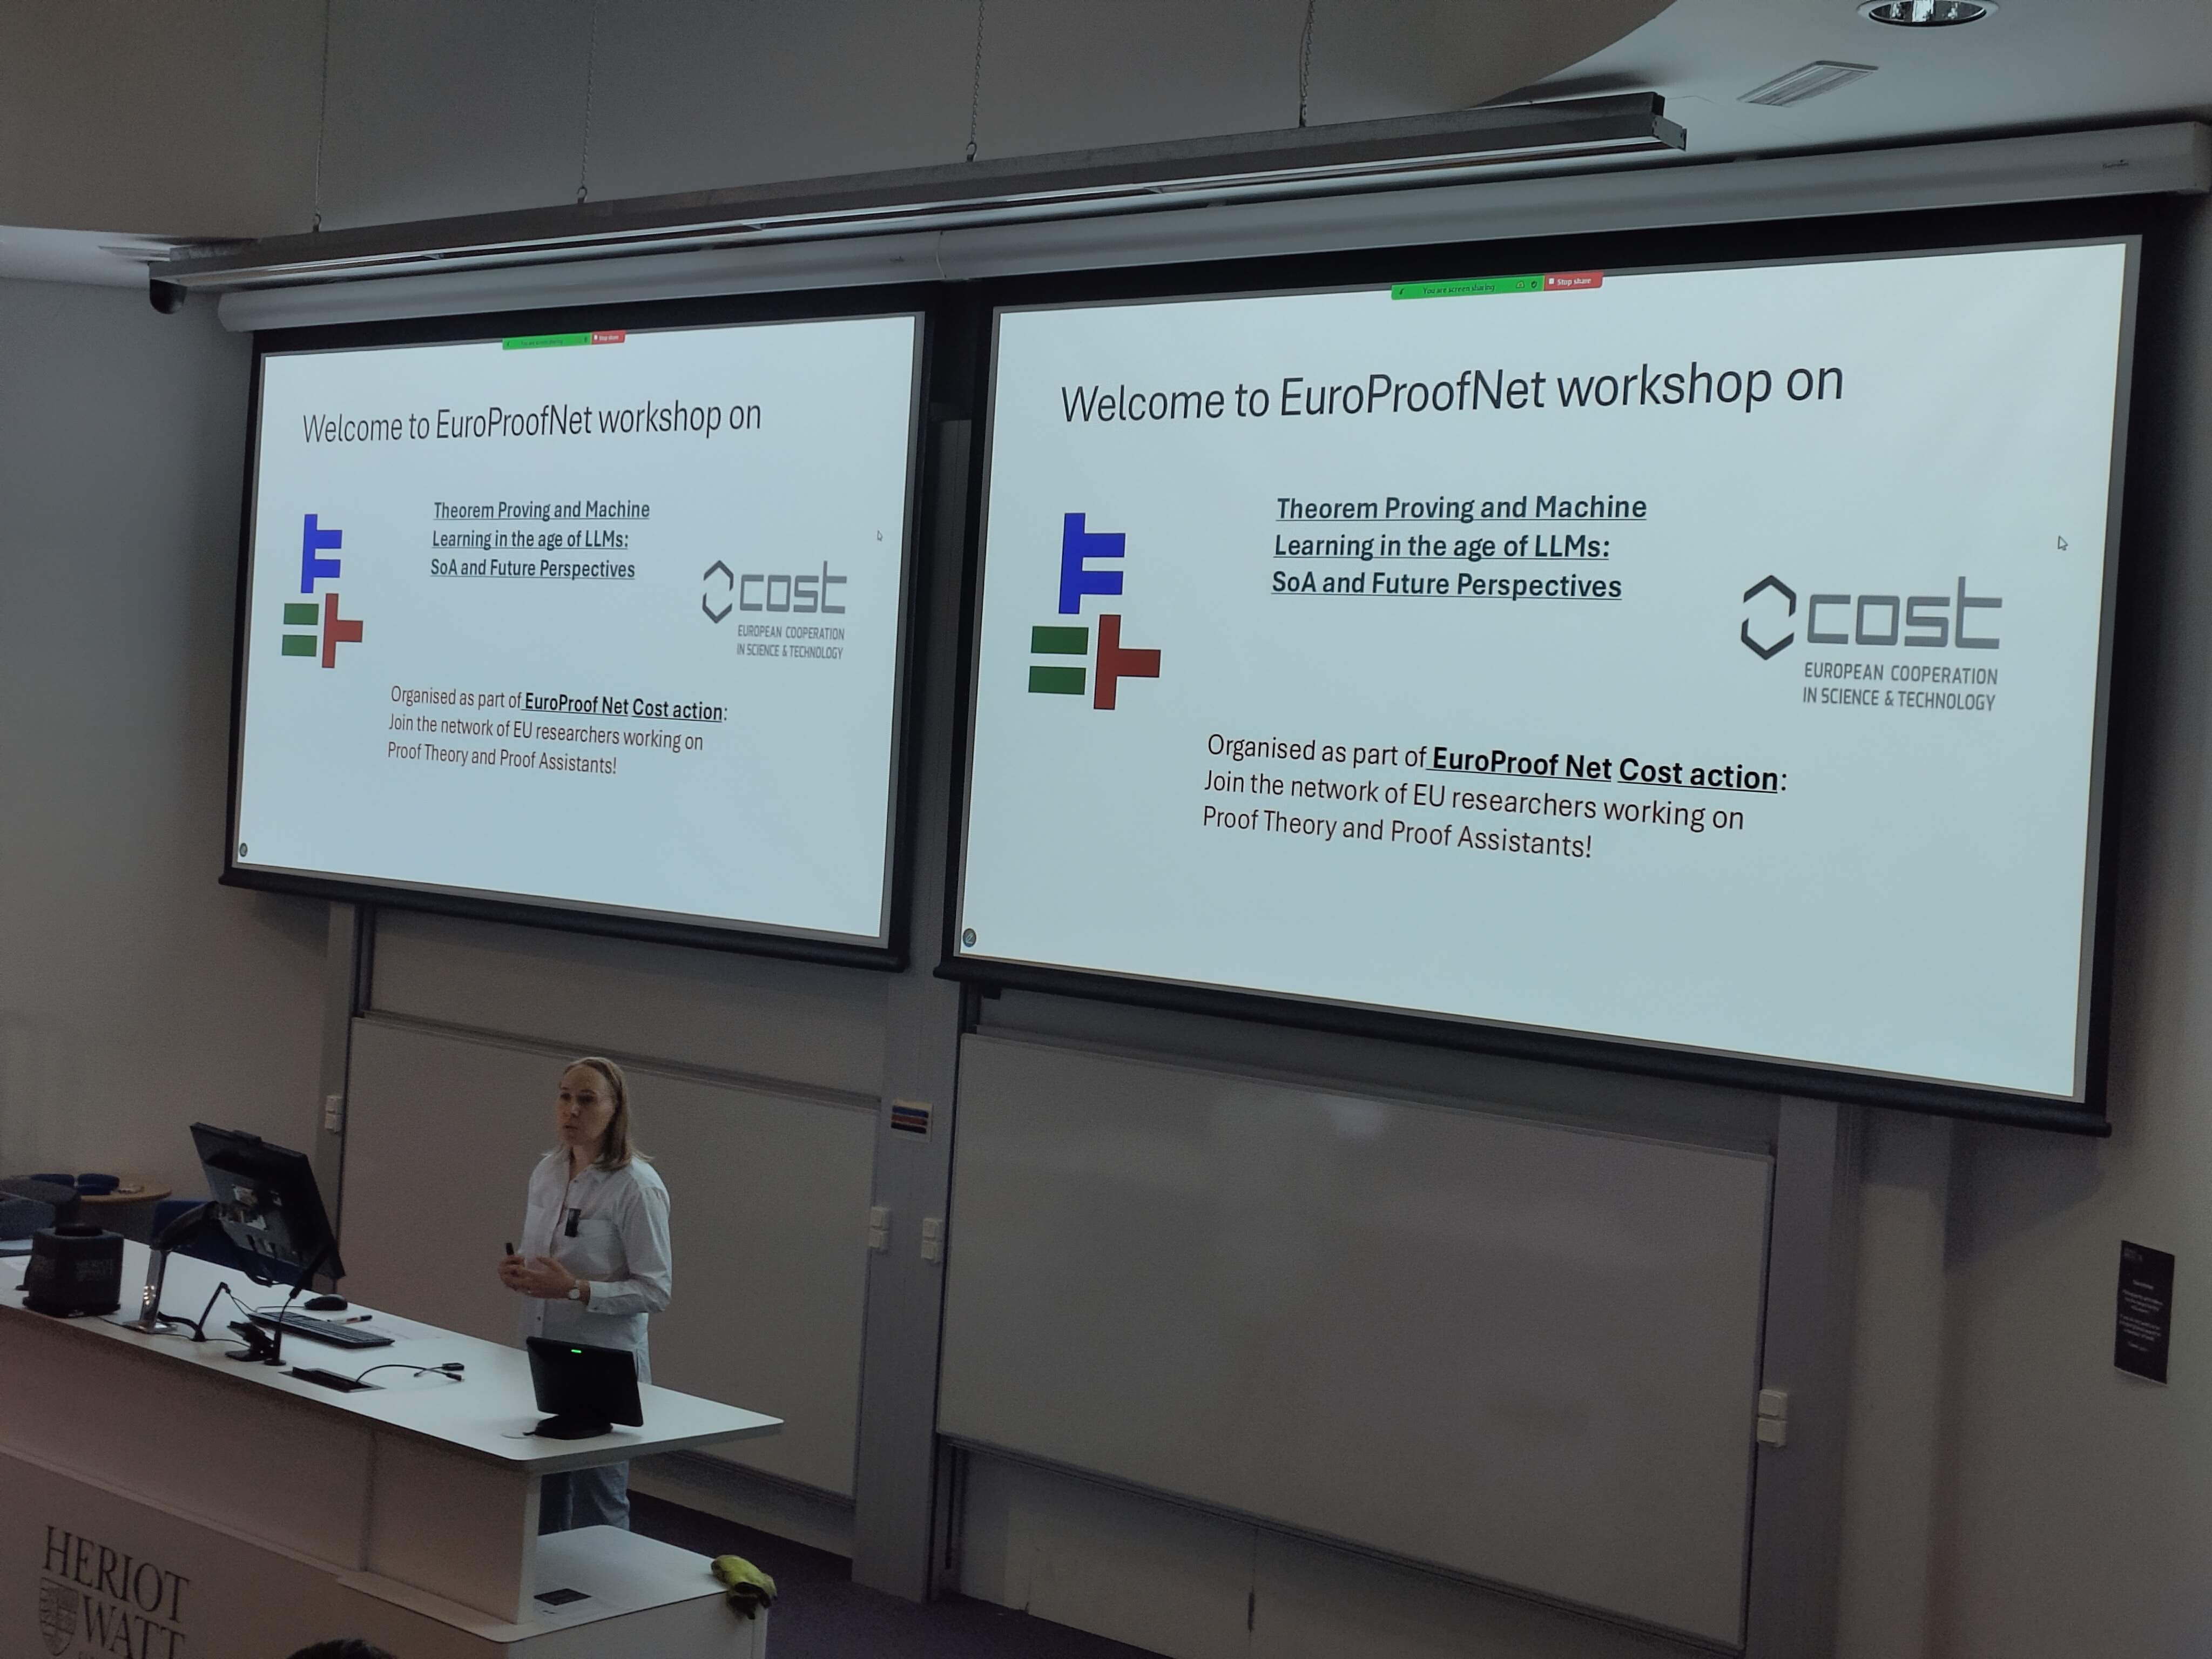 You are screen sharing
Stop share
Welcome to EuroProofNet workshop on
Theorem Proving and Machine
Learning in the age of LLMs:
SoA and Future Perspectives
cost
EUROPEAN COOPERATION
IN SCIENCE & TECHNOLOGY
Organised as part of EuroProof Net Cost action:
Join the network of EU researchers working on
Proof Theory and Proof Assistants!
You are screen sharing
Stop share
Welcome to EuroProofNet workshop on
Theorem Proving and Machine
Learning in the age of LLMs:
SoA and Future Perspectives
cost
EUROPEAN COOPERATION
IN SCIENCE & TECHNOLOGY
Organised as part of EuroProof Net Cost action:
Join the network of EU researchers working on
Proof Theory and Proof Assistants!
HERIOT
WATT